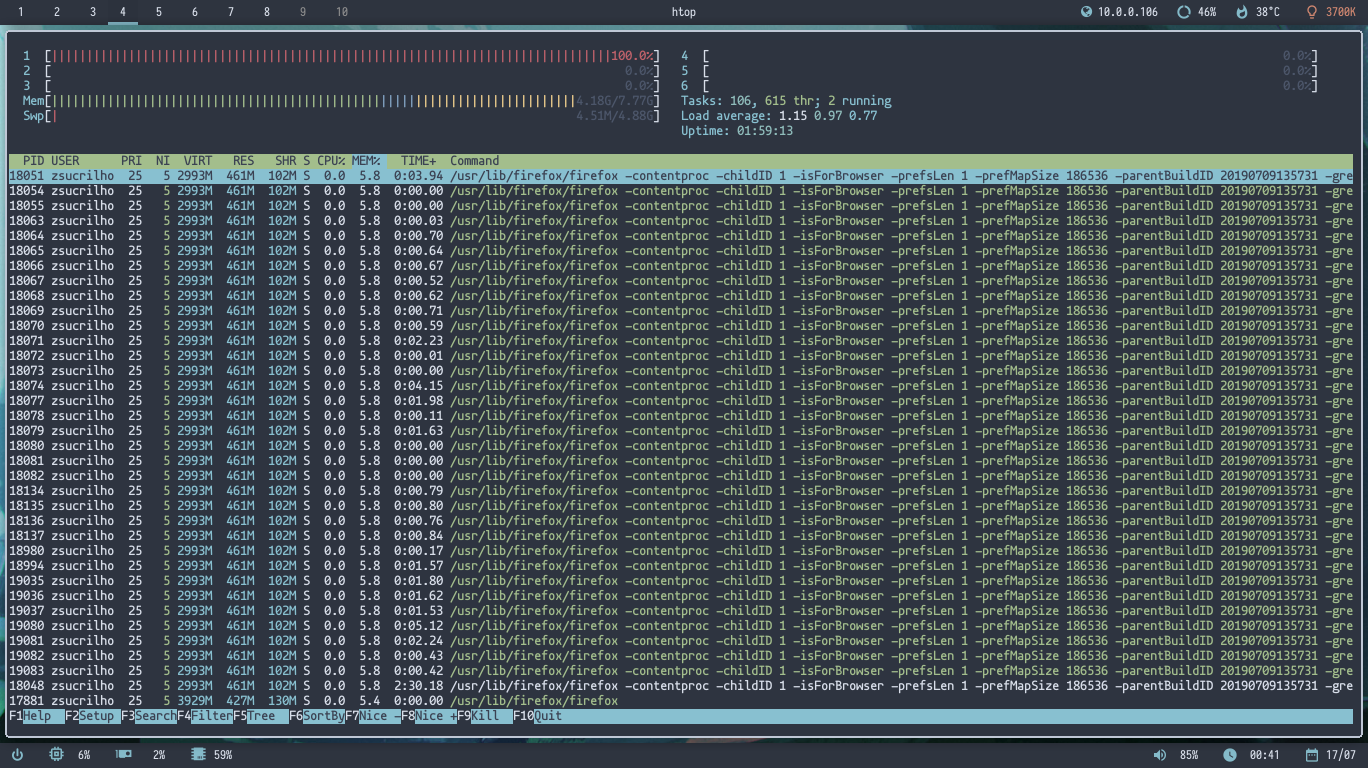 1 2 3 4 5 6 7 8 9 10 htop 10.0.0.106 46% 38°C 3700K
1 [||||||||||||||||||||||||||||||||||||||||||||||||||||||||||||||||||||||||||||||||100.0%] 4 [ 0.0%]
2 [ 0.0%] 5 [ 0.0%]
3 [ 0.0%] 6 [ 0.0%]
Mem[|||||||||||||||||||||||||||||||||||||||||||||||||||||||||||||||||||||||||||4.18G/7.77G] Tasks: 106, 615 thr; 2 running
Swp[| 4.51M/4.88G] Load average: 1.15 0.97 0.77
Uptime: 01:59:13
PID USER PRI NI VIRT RES SHR S CPU% MEM% TIME+ Command
18051 zsucrilho 25 5 2993M 461M 102M S 0.0 5.8 0:03.94 /usr/lib/firefox/firefox -contentproc -childID 1 -isForBrowser -prefsLen 1 -prefMapSize 186536 -parentBuildID 20190709135731 -gre
18054 zsucrilho 25 5 2993M 461M 102M S 0.0 5.8 0:00.00 /usr/lib/firefox/firefox -contentproc -childID 1 -isForBrowser -prefsLen 1 -prefMapSize 186536 -parentBuildID 20190709135731 -gre
18055 zsucrilho 25 5 2993M 461M 102M S 0.0 5.8 0:00.00 /usr/lib/firefox/firefox -contentproc -childID 1 -isForBrowser -prefsLen 1 -prefMapSize 186536 -parentBuildID 20190709135731 -gre
18063 zsucrilho 25 5 2993M 461M 102M S 0.0 5.8 0:00.03 /usr/lib/firefox/firefox -contentproc -childID 1 -isForBrowser -prefsLen 1 -prefMapSize 186536 -parentBuildID 20190709135731 -gre
18064 zsucrilho 25 5 2993M 461M 102M S 0.0 5.8 0:00.70 /usr/lib/firefox/firefox -contentproc -childID 1 -isForBrowser -prefsLen 1 -prefMapSize 186536 -parentBuildID 20190709135731 -gre
18065 zsucrilho 25 5 2993M 461M 102M S 0.0 5.8 0:00.64 /usr/lib/firefox/firefox -contentproc -childID 1 -isForBrowser -prefsLen 1 -prefMapSize 186536 -parentBuildID 20190709135731 -gre
18066 zsucrilho 25 5 2993M 461M 102M S 0.0 5.8 0:00.67 /usr/lib/firefox/firefox -contentproc -childID 1 -isForBrowser -prefsLen 1 -prefMapSize 186536 -parentBuildID 20190709135731 -gre
18067 zsucrilho 25 5 2993M 461M 102M S 0.0 5.8 0:00.52 /usr/lib/firefox/firefox -contentproc -childID 1 -isForBrowser -prefsLen 1 -prefMapSize 186536 -parentBuildID 20190709135731 -gre
18068 zsucrilho 25 5 2993M 461M 102M S 0.0 5.8 0:00.62 /usr/lib/firefox/firefox -contentproc -childID 1 -isForBrowser -prefsLen 1 -prefMapSize 186536 -parentBuildID 20190709135731 -gre
18069 zsucrilho 25 5 2993M 461M 102M S 0.0 5.8 0:00.71 /usr/lib/firefox/firefox -contentproc -childID 1 -isForBrowser -prefsLen 1 -prefMapSize 186536 -parentBuildID 20190709135731 -gre
18070 zsucrilho 25 5 2993M 461M 102M S 0.0 5.8 0:00.59 /usr/lib/firefox/firefox -contentproc -childID 1 -isForBrowser -prefsLen 1 -prefMapSize 186536 -parentBuildID 20190709135731 -gre
18071 zsucrilho 25 5 2993M 461M 102M S 0.0 5.8 0:02.23 /usr/lib/firefox/firefox -contentproc -childID 1 -isForBrowser -prefsLen 1 -prefMapSize 186536 -parentBuildID 20190709135731 -gre
18072 zsucrilho 25 5 2993M 461M 102M S 0.0 5.8 0:00.01 /usr/lib/firefox/firefox -contentproc -childID 1 -isForBrowser -prefsLen 1 -prefMapSize 186536 -parentBuildID 20190709135731 -gre
18073 zsucrilho 25 5 2993M 461M 102M S 0.0 5.8 0:00.00 /usr/lib/firefox/firefox -contentproc -childID 1 -isForBrowser -prefsLen 1 -prefMapSize 186536 -parentBuildID 20190709135731 -gre
18074 zsucrilho 25 5 2993M 461M 102M S 0.0 5.8 0:04.15 /usr/lib/firefox/firefox -contentproc -childID 1 -isForBrowser -prefsLen 1 -prefMapSize 186536 -parentBuildID 20190709135731 -gre
18077 zsucrilho 25 5 2993M 461M 102M S 0.0 5.8 0:01.98 /usr/lib/firefox/firefox -contentproc -childID 1 -isForBrowser -prefsLen 1 -prefMapSize 186536 -parentBuildID 20190709135731 -gre
18078 zsucrilho 25 5 2993M 461M 102M S 0.0 5.8 0:00.11 /usr/lib/firefox/firefox -contentproc -childID 1 -isForBrowser -prefsLen 1 -prefMapSize 186536 -parentBuildID 20190709135731 -gre
18079 zsucrilho 25 5 2993M 461M 102M S 0.0 5.8 0:01.63 /usr/lib/firefox/firefox -contentproc -childID 1 -isForBrowser -prefsLen 1 -prefMapSize 186536 -parentBuildID 20190709135731 -gre
18080 zsucrilho 25 5 2993M 461M 102M S 0.0 5.8 0:00.00 /usr/lib/firefox/firefox -contentproc -childID 1 -isForBrowser -prefsLen 1 -prefMapSize 186536 -parentBuildID 20190709135731 -gre
18081 zsucrilho 25 5 2993M 461M 102M S 0.0 5.8 0:00.00 /usr/lib/firefox/firefox -contentproc -childID 1 -isForBrowser -prefsLen 1 -prefMapSize 186536 -parentBuildID 20190709135731 -gre
18082 zsucrilho 25 5 2993M 461M 102M S 0.0 5.8 0:00.00 /usr/lib/firefox/firefox -contentproc -childID 1 -isForBrowser -prefsLen 1 -prefMapSize 186536 -parentBuildID 20190709135731 -gre
18134 zsucrilho 25 5 2993M 461M 102M S 0.0 5.8 0:00.79 /usr/lib/firefox/firefox -contentproc -childID 1 -isForBrowser -prefsLen 1 -prefMapSize 186536 -parentBuildID 20190709135731 -gre
18135 zsucrilho 25 5 2993M 461M 102M S 0.0 5.8 0:00.80 /usr/lib/firefox/firefox -contentproc -childID 1 -isForBrowser -prefsLen 1 -prefMapSize 186536 -parentBuildID 20190709135731 -gre
18136 zsucrilho 25 5 2993M 461M 102M S 0.0 5.8 0:00.76 /usr/lib/firefox/firefox -contentproc -childID 1 -isForBrowser -prefsLen 1 -prefMapSize 186536 -parentBuildID 20190709135731 -gre
18137 zsucrilho 25 5 2993M 461M 102M S 0.0 5.8 0:00.84 /usr/lib/firefox/firefox -contentproc -childID 1 -isForBrowser -prefsLen 1 -prefMapSize 186536 -parentBuildID 20190709135731 -gre
18980 zsucrilho 25 5 2993M 461M 102M S 0.0 5.8 0:00.17 /usr/lib/firefox/firefox -contentproc -childID 1 -isForBrowser -prefsLen 1 -prefMapSize 186536 -parentBuildID 20190709135731 -gre
18994 zsucrilho 25 5 2993M 461M 102M S 0.0 5.8 0:01.57 /usr/lib/firefox/firefox -contentproc -childID 1 -isForBrowser -prefsLen 1 -prefMapSize 186536 -parentBuildID 20190709135731 -gre
19035 zsucrilho 25 5 2993M 461M 102M S 0.0 5.8 0:01.80 /usr/lib/firefox/firefox -contentproc -childID 1 -isForBrowser -prefsLen 1 -prefMapSize 186536 -parentBuildID 20190709135731 -gre
19036 zsucrilho 25 5 2993M 461M 102M S 0.0 5.8 0:01.62 /usr/lib/firefox/firefox -contentproc -childID 1 -isForBrowser -prefsLen 1 -prefMapSize 186536 -parentBuildID 20190709135731 -gre
19037 zsucrilho 25 5 2993M 461M 102M S 0.0 5.8 0:01.53 /usr/lib/firefox/firefox -contentproc -childID 1 -isForBrowser -prefsLen 1 -prefMapSize 186536 -parentBuildID 20190709135731 -gre
19080 zsucrilho 25 5 2993M 461M 102M S 0.0 5.8 0:05.12 /usr/lib/firefox/firefox -contentproc -childID 1 -isForBrowser -prefsLen 1 -prefMapSize 186536 -parentBuildID 20190709135731 -gre
19081 zsucrilho 25 5 2993M 461M 102M S 0.0 5.8 0:02.24 /usr/lib/firefox/firefox -contentproc -childID 1 -isForBrowser -prefsLen 1 -prefMapSize 186536 -parentBuildID 20190709135731 -gre
19082 zsucrilho 25 5 2993M 461M 102M S 0.0 5.8 0:00.43 /usr/lib/firefox/firefox -contentproc -childID 1 -isForBrowser -prefsLen 1 -prefMapSize 186536 -parentBuildID 20190709135731 -gre
19083 zsucrilho 25 5 2993M 461M 102M S 0.0 5.8 0:00.42 /usr/lib/firefox/firefox -contentproc -childID 1 -isForBrowser -prefsLen 1 -prefMapSize 186536 -parentBuildID 20190709135731 -gre
18048 zsucrilho 25 5 2993M 461M 102M S 0.0 5.8 2:30.18 /usr/lib/firefox/firefox -contentproc -childID 1 -isForBrowser -prefsLen 1 -prefMapSize 186536 -parentBuildID 20190709135731 -gre
17881 zsucrilho 25 5 3929M 427M 130M S 0.0 5.4 0:00.00 /usr/lib/firefox/firefox
F1Help F2Setup F3SearchF4FilterF5Tree F6SortByF7Nice -F8Nice +F9Kill F10Quit
6% 2% 59% 85% 00:41 17/07